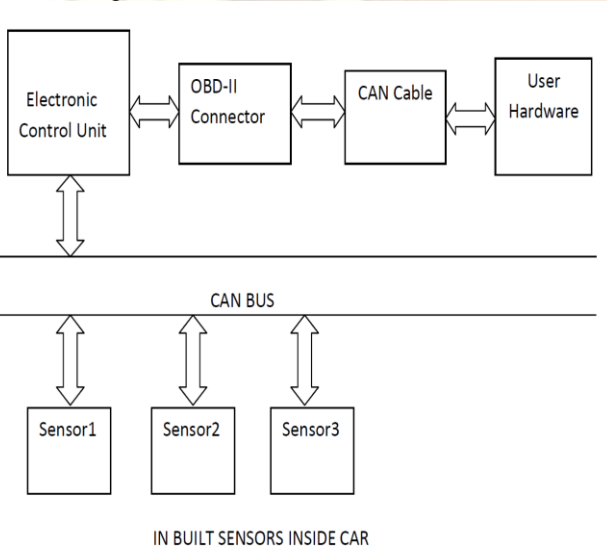 Electronic
Control Unit
OBD-II
Connector
CAN Cable
User
Hardware
CAN BUS
Sensor1
Sensor2
Sensor3
IN BUILT SENSORS INSIDE CAR